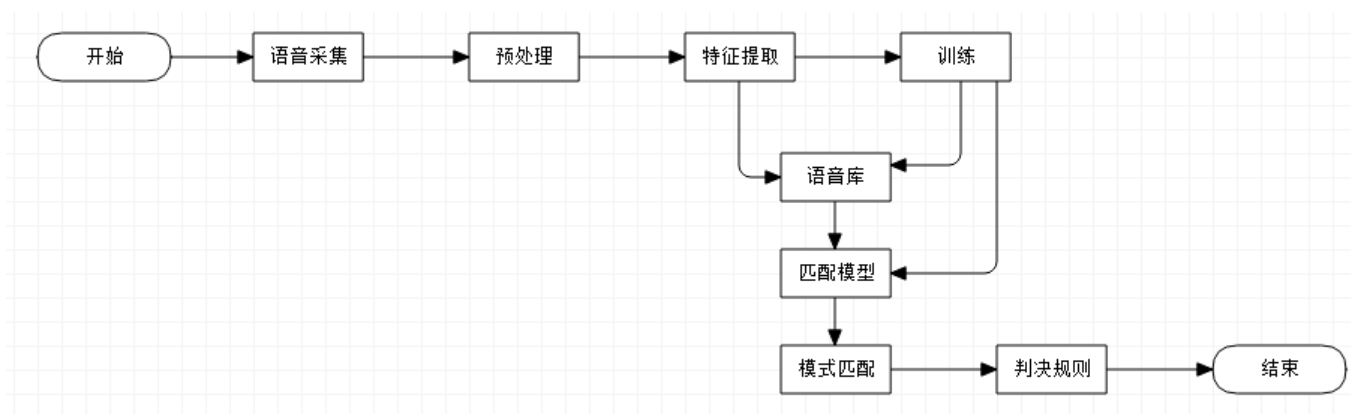 开始
语音采集
预处理
特征提取
训练
语音库
匹配模型
模式匹配
判决规则
结束